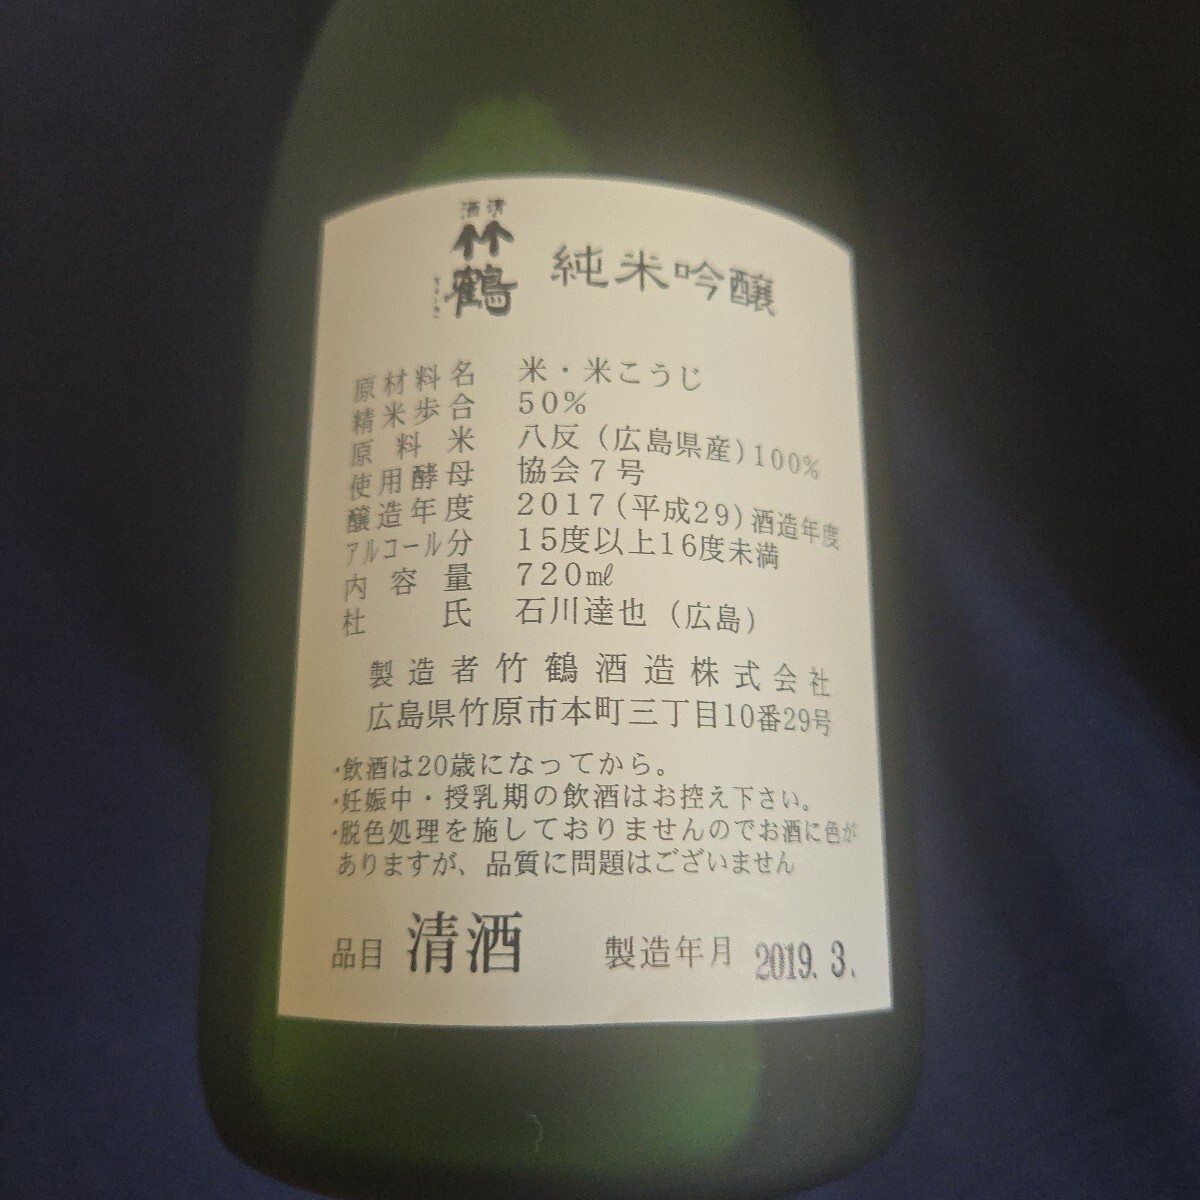 清酒
竹鶴
純米吟醸
原材料名 米・米こうじ
精米歩合 50%
原料米 八反(広島県産)100%
使用酵母 協会7号
醸造年度 2017(平成29)酒造年度
アルコール分 15度以上16度未満
内容量 720㎖
杜氏 石川達也(広島)
製造者竹鶴酒造株式会社
広島県竹原市本町三丁目10番29号
・飲酒は20歳になってから。
・妊娠中・授乳期の飲酒はお控え下さい。
・脱色処理を施しておりませんのでお酒に色が
ありますが、品質に問題はございません
品目 清酒 製造年月 2019. 3.